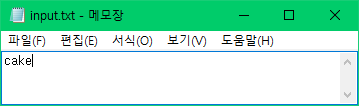 input.txt - 메모장
파일(F) 편집(E) 서식(O) 보기(V) 도움말(H)
cake